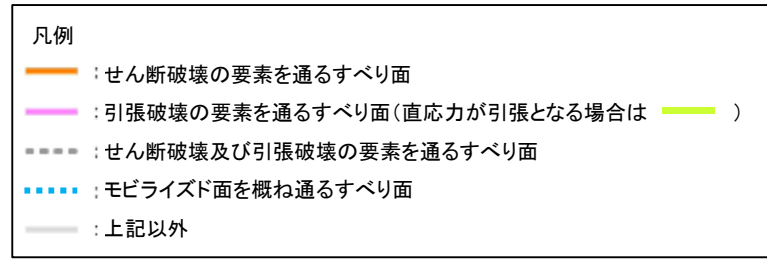 凡例
：せん断破壊の要素を通るすべり面
：引張破壊の要素を通るすべり面（直応力が引張となる場合は　　　）
：せん断破壊及び引張破壊の要素を通るすべり面
：モビライズド面を概ね通るすべり面
：上記以外